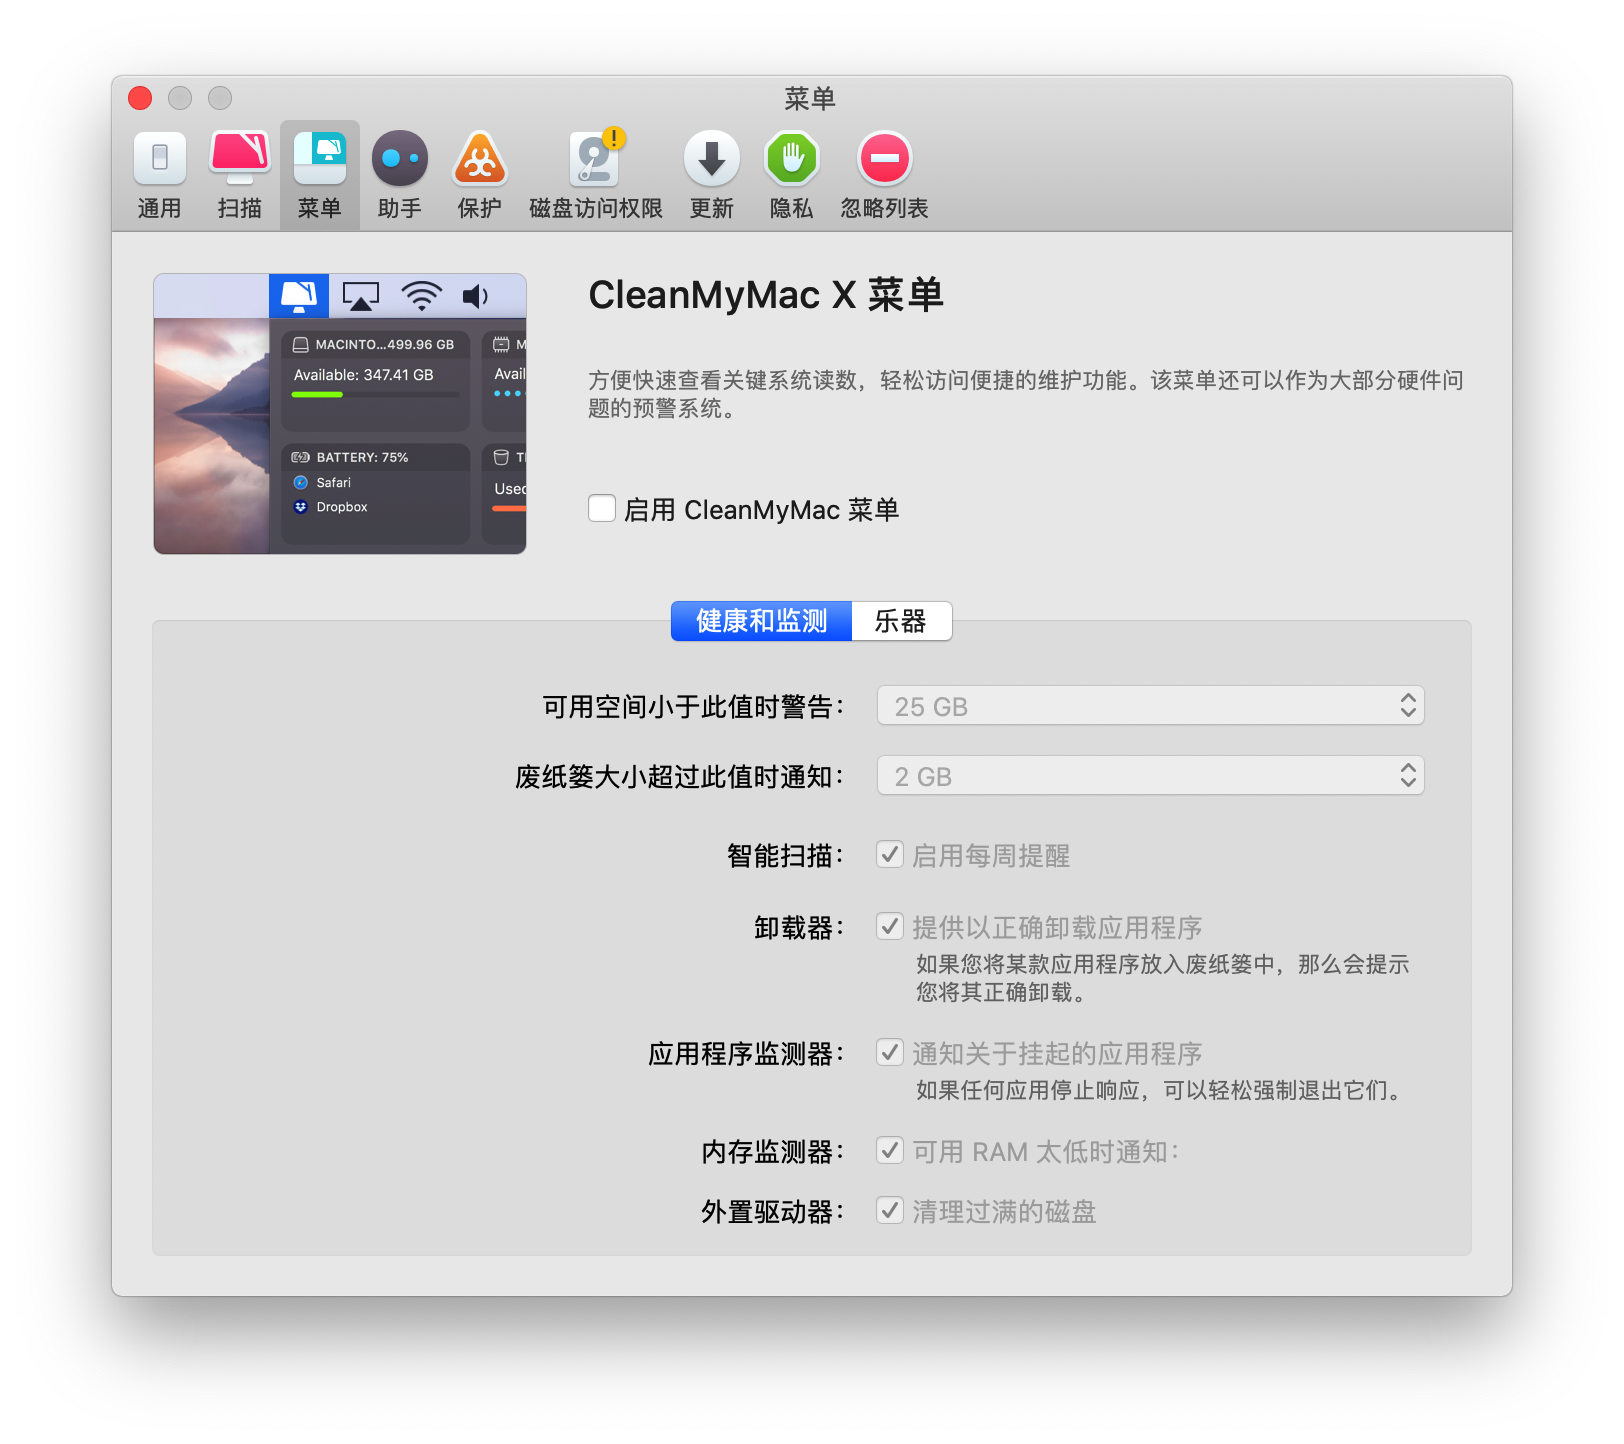 菜单
通用 扫描 菜单 助手 保护 磁盘访问权限 更新 隐私 忽略列表
MACINTO...499.96 GB
Available: 347.41 GB
Avail
BATTERY: 75%
Safari
Dropbox
CleanMyMac X 菜单
方便快速查看关键系统读数，轻松访问便捷的维护功能。该菜单还可以作为大部分硬件问
题的预警系统。
启用 CleanMyMac 菜单
健康和监测 乐器
可用空间小于此值时警告： 25 GB
废纸篓大小超过此值时通知： 2 GB
智能扫描： 启用每周提醒
卸载器： 提供以正确卸载应用程序
如果您将某款应用程序放入废纸篓中，那么会提示
您将其正确卸载。
应用程序监测器： 通知关于挂起的应用程序
如果任何应用停止响应，可以轻松强制退出它们。
内存监测器： 可用 RAM 太低时通知：
外置驱动器： 清理过满的磁盘